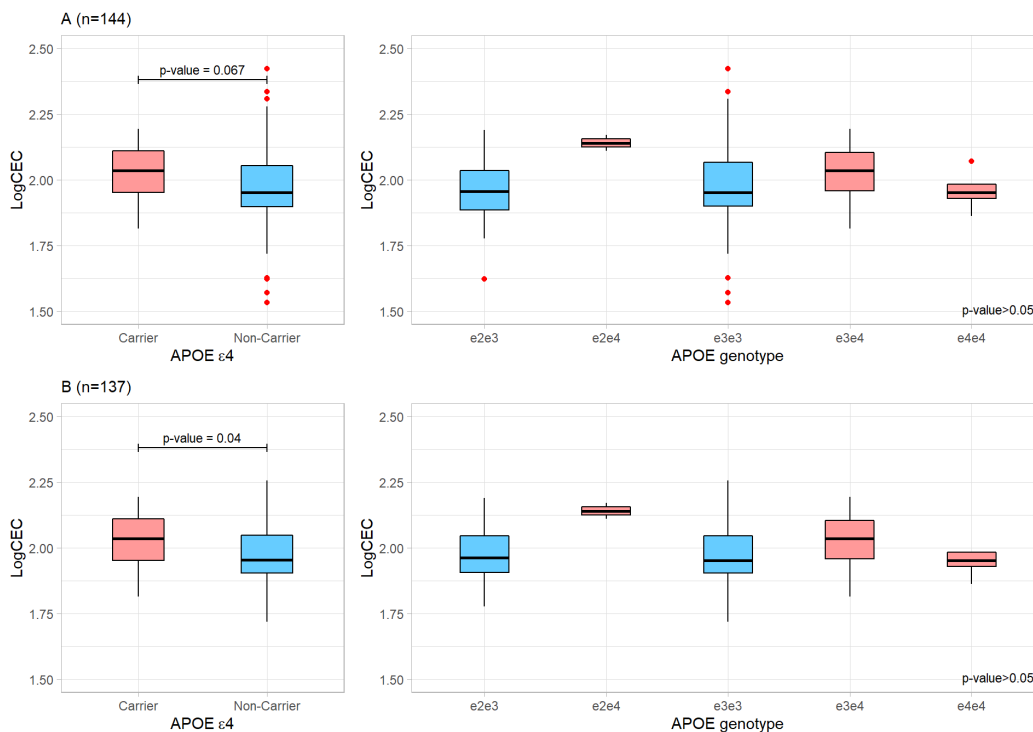 A (n=144)
LogCEC
2.50
2.25
2.00
1.75
1.50
p-value = 0.067
Carrier
Non-Carrier
APOE ε4
LogCEC
2.50
2.25
2.00
1.75
1.50
p-value>0.05
e2e3
e2e4
e3e3
e3e4
e4e4
APOE genotype
B (n=137)
LogCEC
2.50
2.25
2.00
1.75
1.50
p-value = 0.04
Carrier
Non-Carrier
APOE ε4
LogCEC
2.50
2.25
2.00
1.75
1.50
p-value>0.05
e2e3
e2e4
e3e3
e3e4
e4e4
APOE genotype